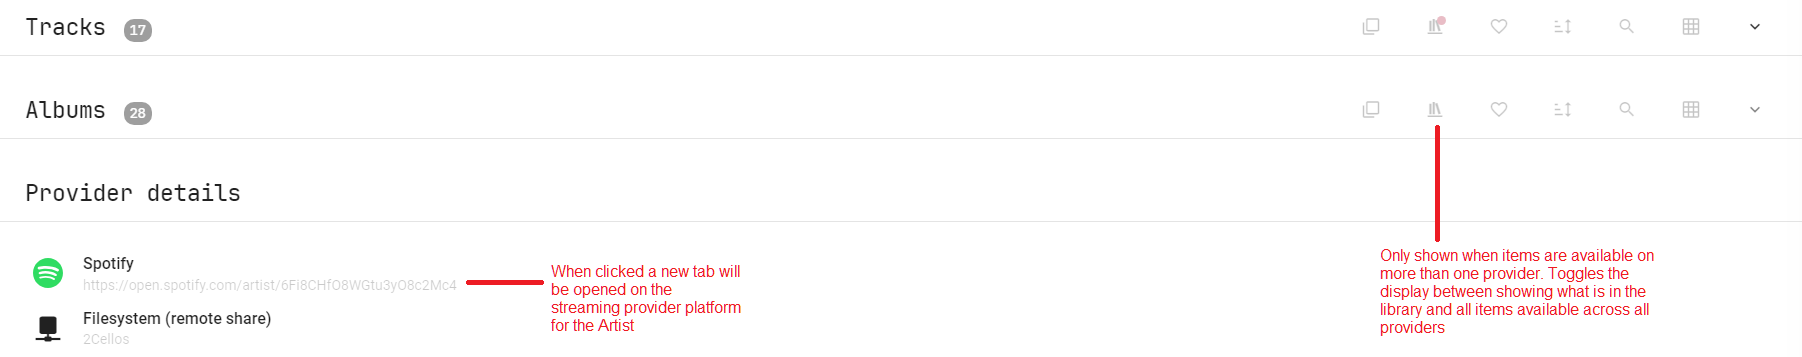 Tracks 17
Albums 28
Provider details
Spotify
https://open.spotify.com/artist/6Fi8CHfO8WGtu3yO8c2Mc4
When clicked a new tab will
be opened on the
streaming provider platform
for the Artist
Filesystem (remote share)
2Cellos
Only shown when items are available on
more than one provider. Toggles the
display between showing what is in the
library and all items available across all
providers